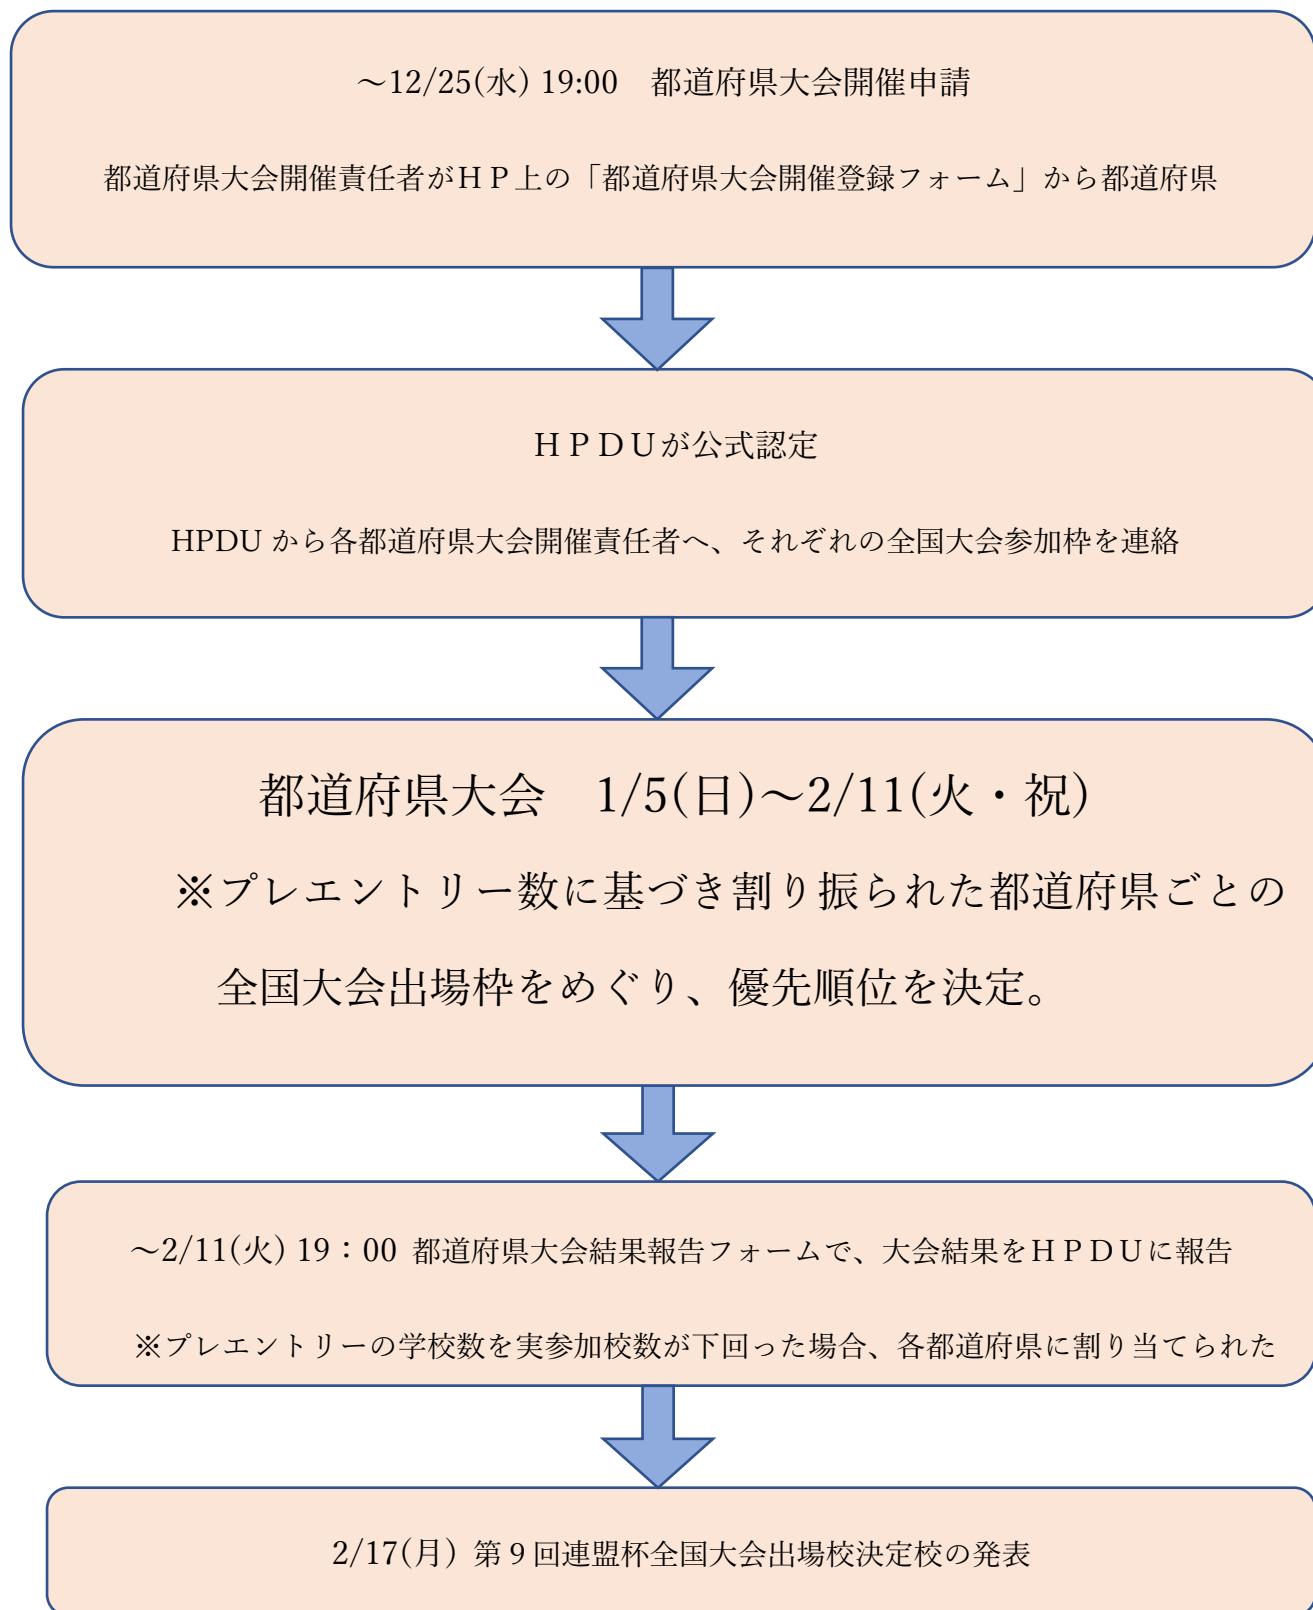 ～12/25(水) 19:00　都道府県大会開催申請
都道府県大会開催責任者がＨＰ上の「都道府県大会開催登録フォーム」から都道府県
ＨＰＤＵが公式認定
HPDU から各都道府県大会開催責任者へ、それぞれの全国大会参加枠を連絡
都道府県大会　1/5(日)～2/11(火・祝)
※プレエントリー数に基づき割り振られた都道府県ごとの
全国大会出場枠をめぐり、優先順位を決定。
～2/11(火) 19：00 都道府県大会結果報告フォームで、大会結果をＨＰＤＵに報告
※プレエントリーの学校数を実参加校数が下回った場合、各都道府県に割り当てられた
2/17(月) 第９回連盟杯全国大会出場校決定校の発表